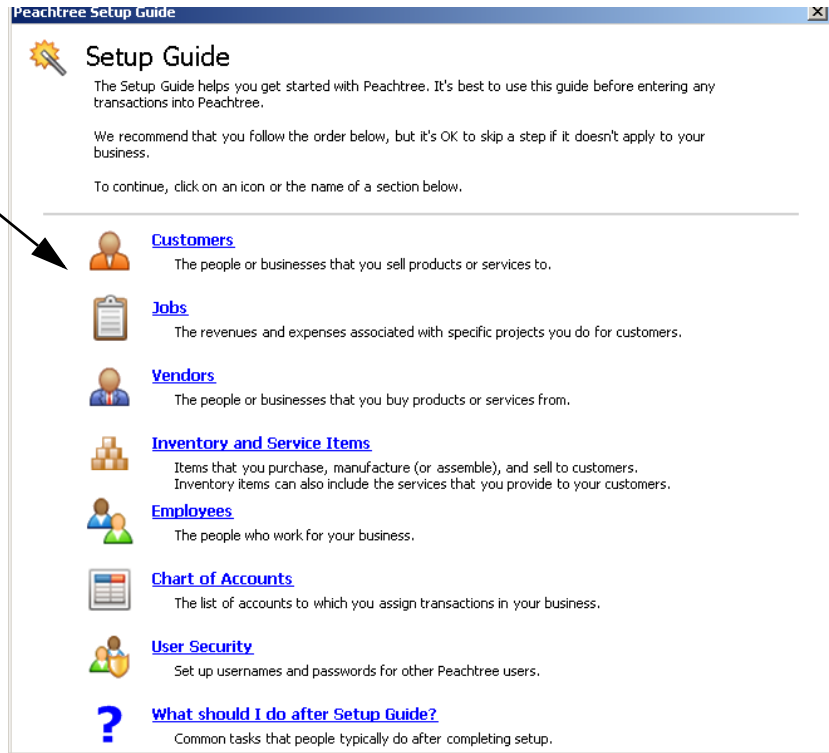 Peachtree Setup Guide
Setup Guide
The Setup Guide helps you get started with Peachtree. It's best to use this guide before entering any
transactions into Peachtree.
We recommend that you follow the order below, but it's OK to skip a step if it doesn't apply to your
business.
To continue, click on an icon or the name of a section below.
Customers
The people or businesses that you sell products or services to.
Jobs
The revenues and expenses associated with specific projects you do for customers.
Vendors
The people or businesses that you buy products or services from.
Inventory and Service Items
Items that you purchase, manufacture (or assemble), and sell to customers.
Inventory items can also include the services that you provide to your customers.
Employees
The people who work for your business.
Chart of Accounts
The list of accounts to which you assign transactions in your business.
User Security
Set up usernames and passwords for other Peachtree users.
What should I do after Setup Guide?
Common tasks that people typically do after completing setup.